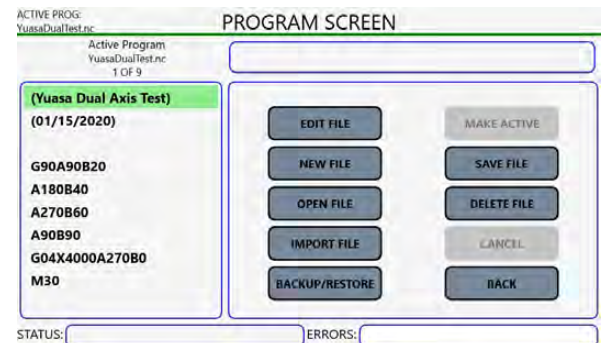 ACTIVE PROG:
YuasaDualTest.nc
PROGRAM SCREEN
Active Program
YuasaDualTest.nc
1 OF 9
(Yuasa Dual Axis Test)
(01/15/2020)
G90A90B20
A180B40
A270B60
A90B90
G04X4000A270B0
M30
EDIT FILE
MAKE ACTIVE
NEW FILE
SAVE FILE
OPEN FILE
DELETE FILE
IMPORT FILE
CANCEL
BACKUP/RESTORE
BACK
STATUS:
ERRORS: